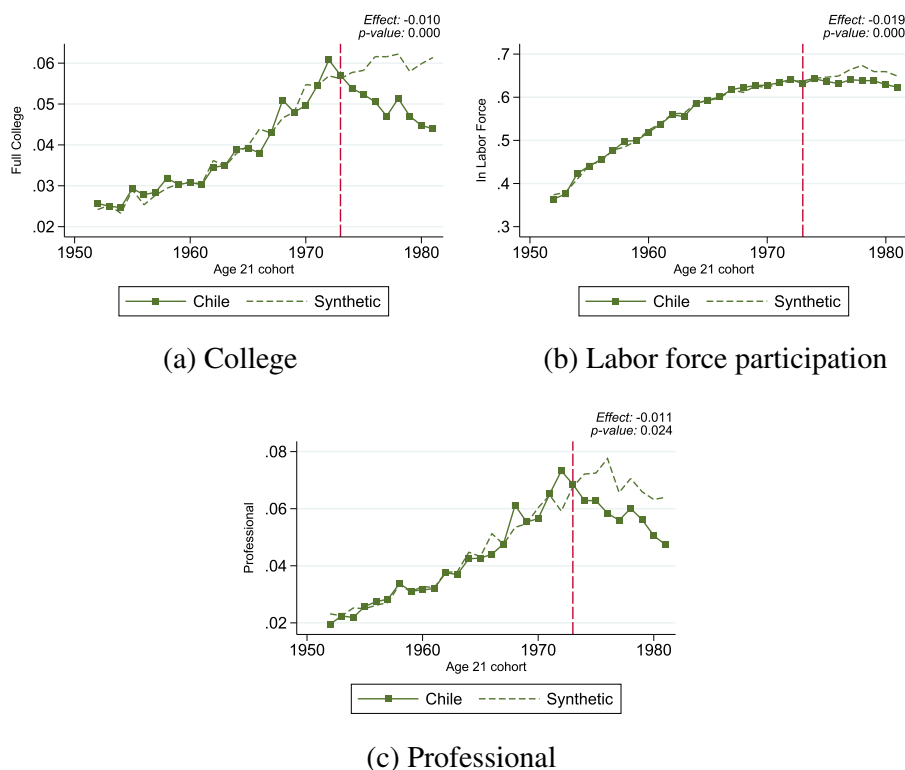 Effect: -0.010
p-value: 0.000
.06
.05
.04
.03
.02
Full College
1950 1960 1970 1980
Age 21 cohort
Chile Synthetic
(a) College
Effect: -0.019
p-value: 0.000
.7
.6
.5
.4
.3
In Labor Force
1950 1960 1970 1980
Age 21 cohort
Chile Synthetic
(b) Labor force participation
Effect: -0.011
p-value: 0.024
.08
.06
.04
.02
Professional
1950 1960 1970 1980
Age 21 cohort
Chile Synthetic
(c) Professional